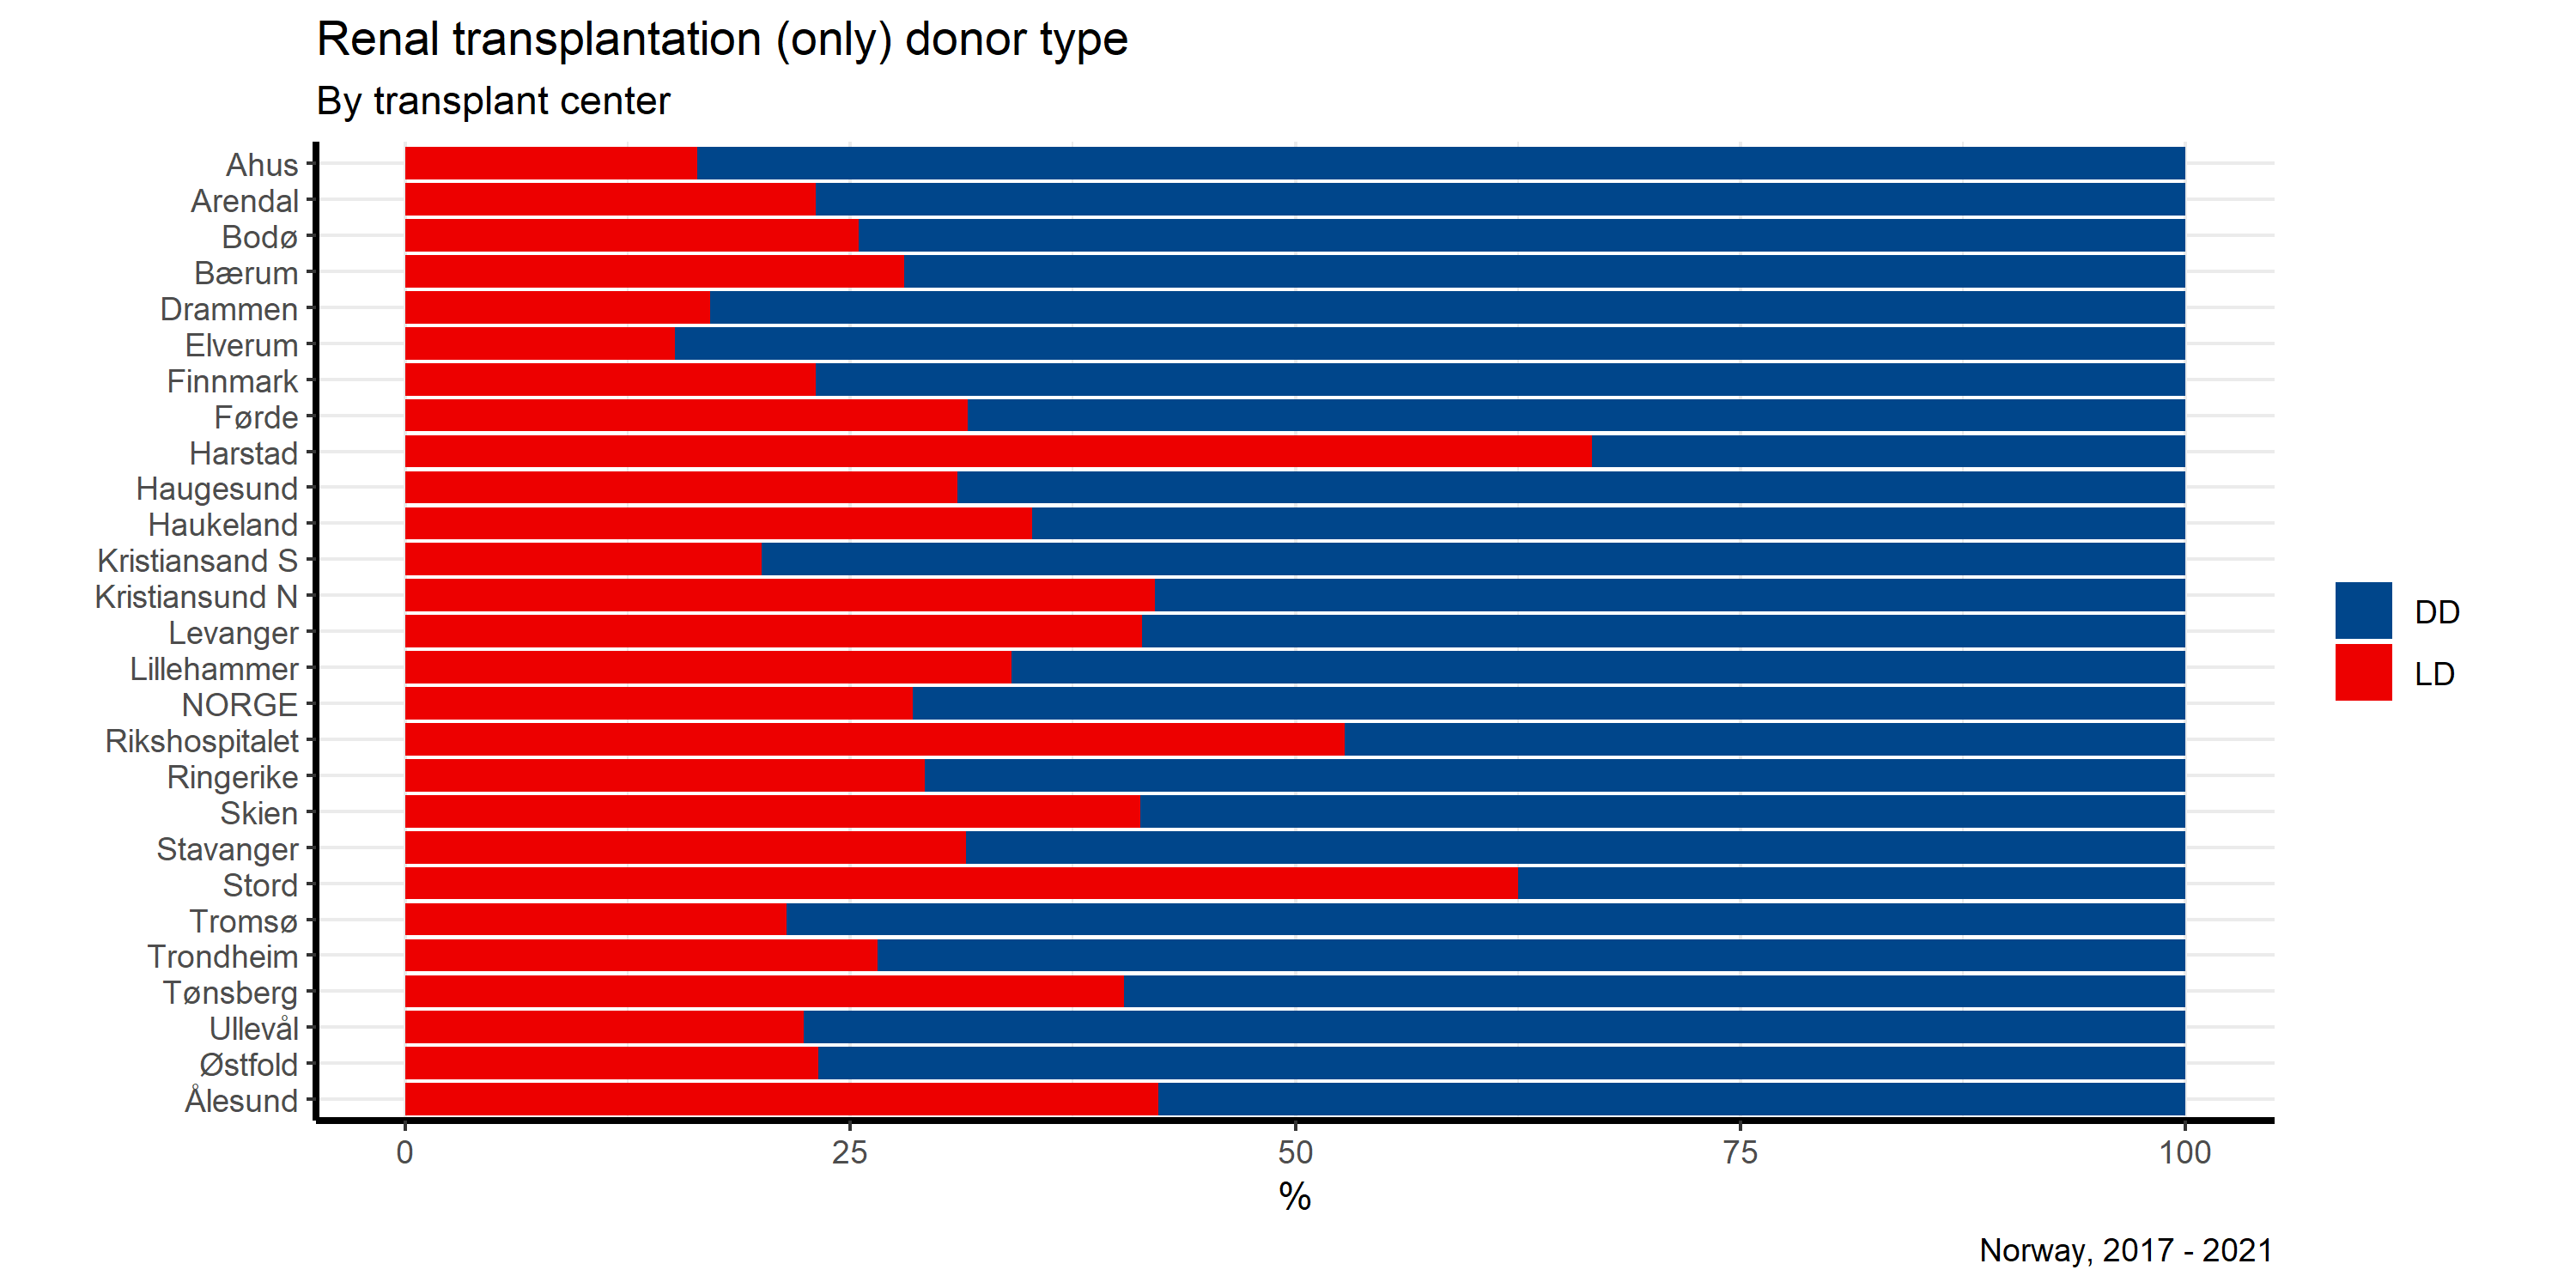 Renal transplantation (only) donor type
By transplant center
Ahus
Arendal
Bodø
Bærum
Drammen
Elverum
Finnmark
Førde
Harstad
Haugesund
Haukeland
Kristiansand S
Kristiansund N
Levanger
Lillehammer
NORGE
Rikshospitalet
Ringerike
Skien
Stavanger
Stord
Tromsø
Trondheim
Tønsberg
Ullevål
Østfold
Ålesund
0 25 50 75 100
%
DD
LD
Norway, 2017 - 2021